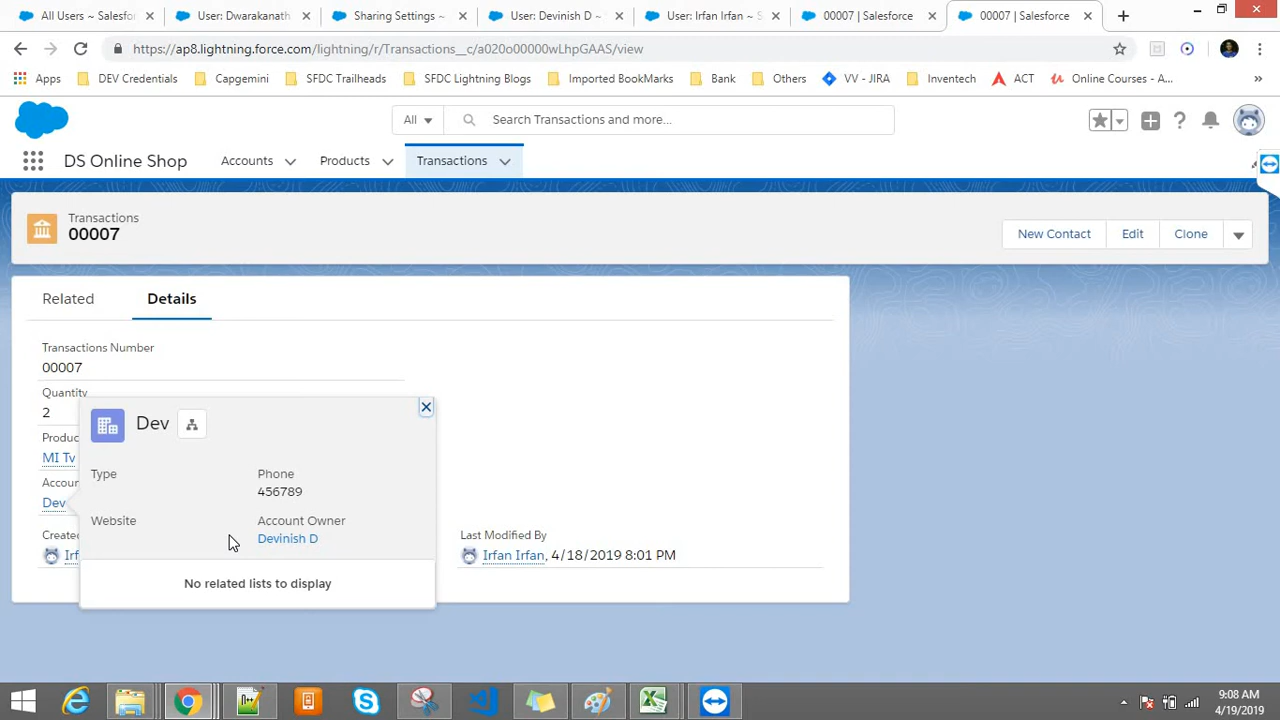 All Users ~ Salesfo
User: Dwarakanath
Sharing Settings ~
User: Devinish D ~
User: Irfan Irfan ~ S
00007 | Salesforce
00007 | Salesforce
https://ap8.lightning.force.com/lightning/r/Transactions__c/a020o00000wLhpGAAS/view
Apps
DEV Credentials
Capgemini
SFDC Trailheads
SFDC Lightning Blogs
Imported BookMarks
Bank
Others
VV - JIRA
Inventech
ACT
Online Courses - A...
»
All
Search Transactions and more...
DS Online Shop
Accounts
Products
Transactions
Transactions
00007
New Contact
Edit
Clone
Related
Details
Transactions Number
00007
Quantity
2
Produc
MI Tv
Accou
Dev
Create
Irf
Dev
Type
Phone
456789
Website
Account Owner
Devinish D
No related lists to display
Last Modified By
Irfan Irfan, 4/18/2019 8:01 PM
9:08 AM
4/19/2019